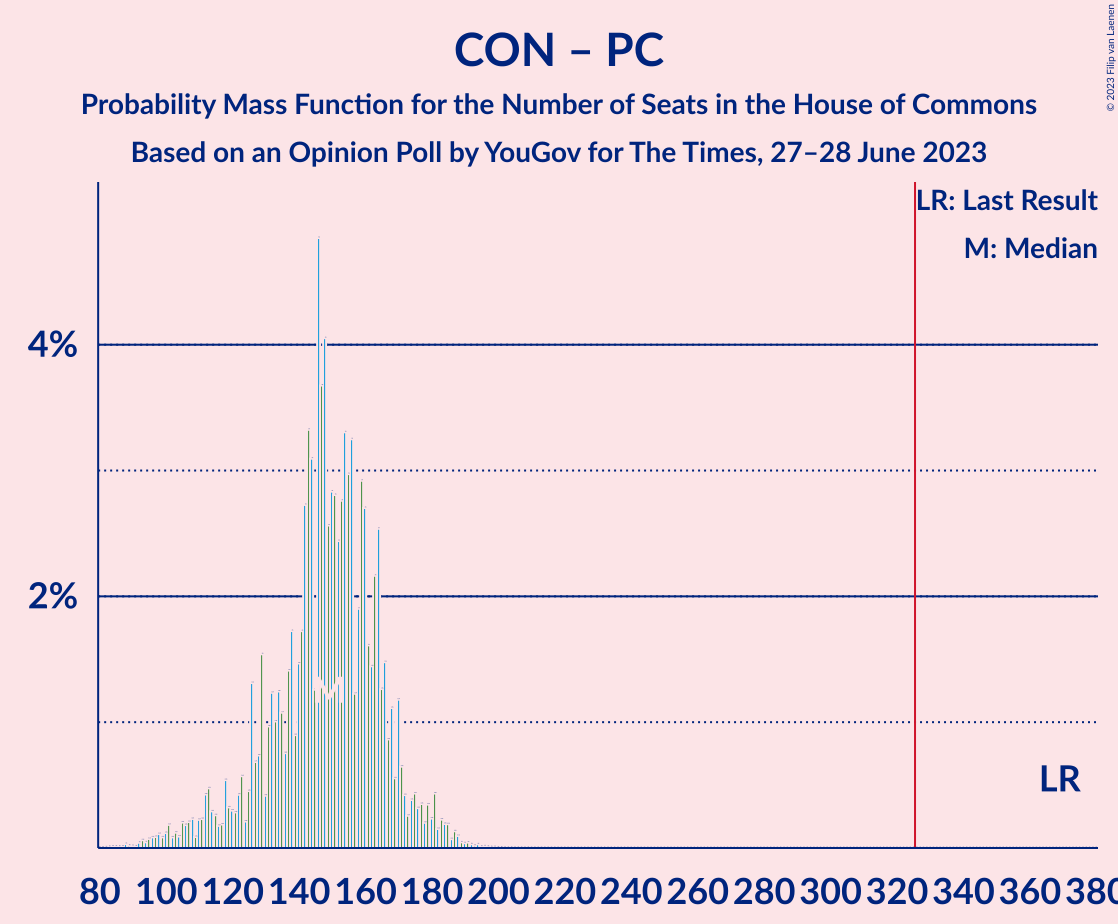 CON – PC
Probability Mass Function for the Number of Seats in the House of Commons
Based on an Opinion Poll by YouGov for The Times, 27–28 June 2023
© 2023 Filip van Laenen
LR: Last Result
M: Median
4%
2%
LR
80 100 120 140 160 180 200 220 240 260 280 300 320 340 360 380